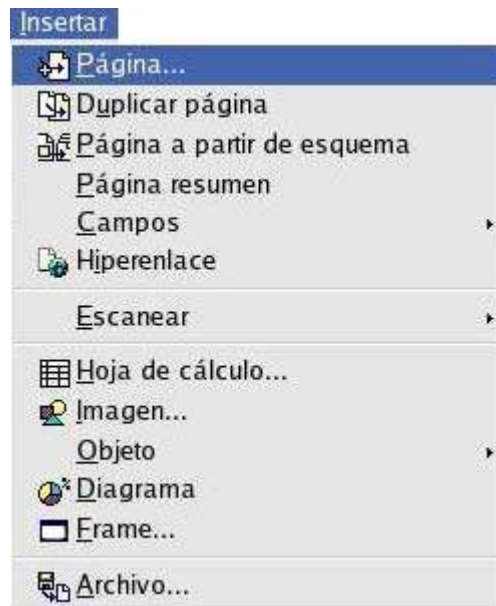 Insertar
Página...
Duplicar página
Página a partir de esquema
Página resumen
Campos
Hiperenlace
Escanear
Hoja de cálculo...
Imagen...
Objeto
Diagrama
Frame...
Archivo...